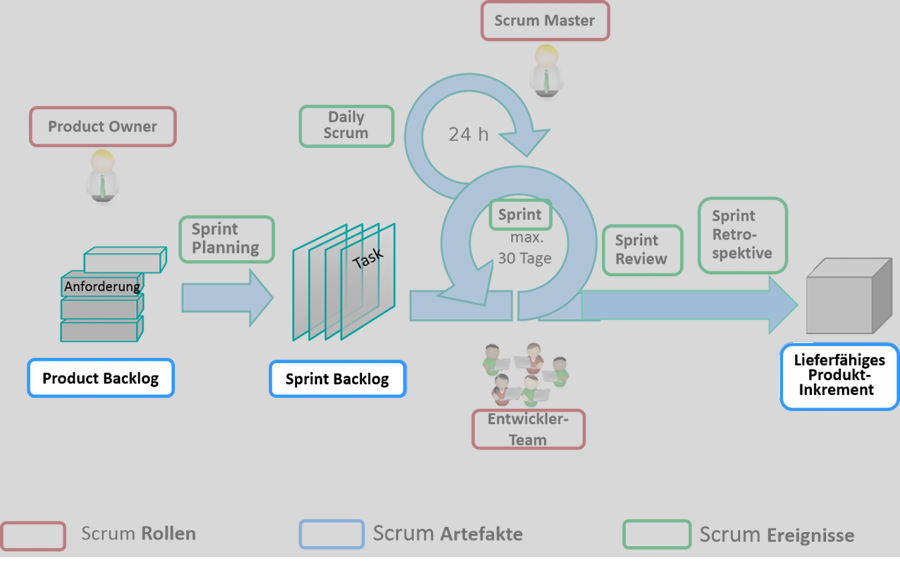 Scrum Master
Product Owner
Daily
Scrum
24 h
Sprint
Planning
Sprint
max.
30 Tage
Sprint
Review
Sprint
Retro-
spektive
Task
Anforderung
Product Backlog
Sprint Backlog
Lieferfähiges
Produkt-
Inkrement
Entwickler-
Team
Scrum Rollen
Scrum Artefakte
Scrum Ereignisse